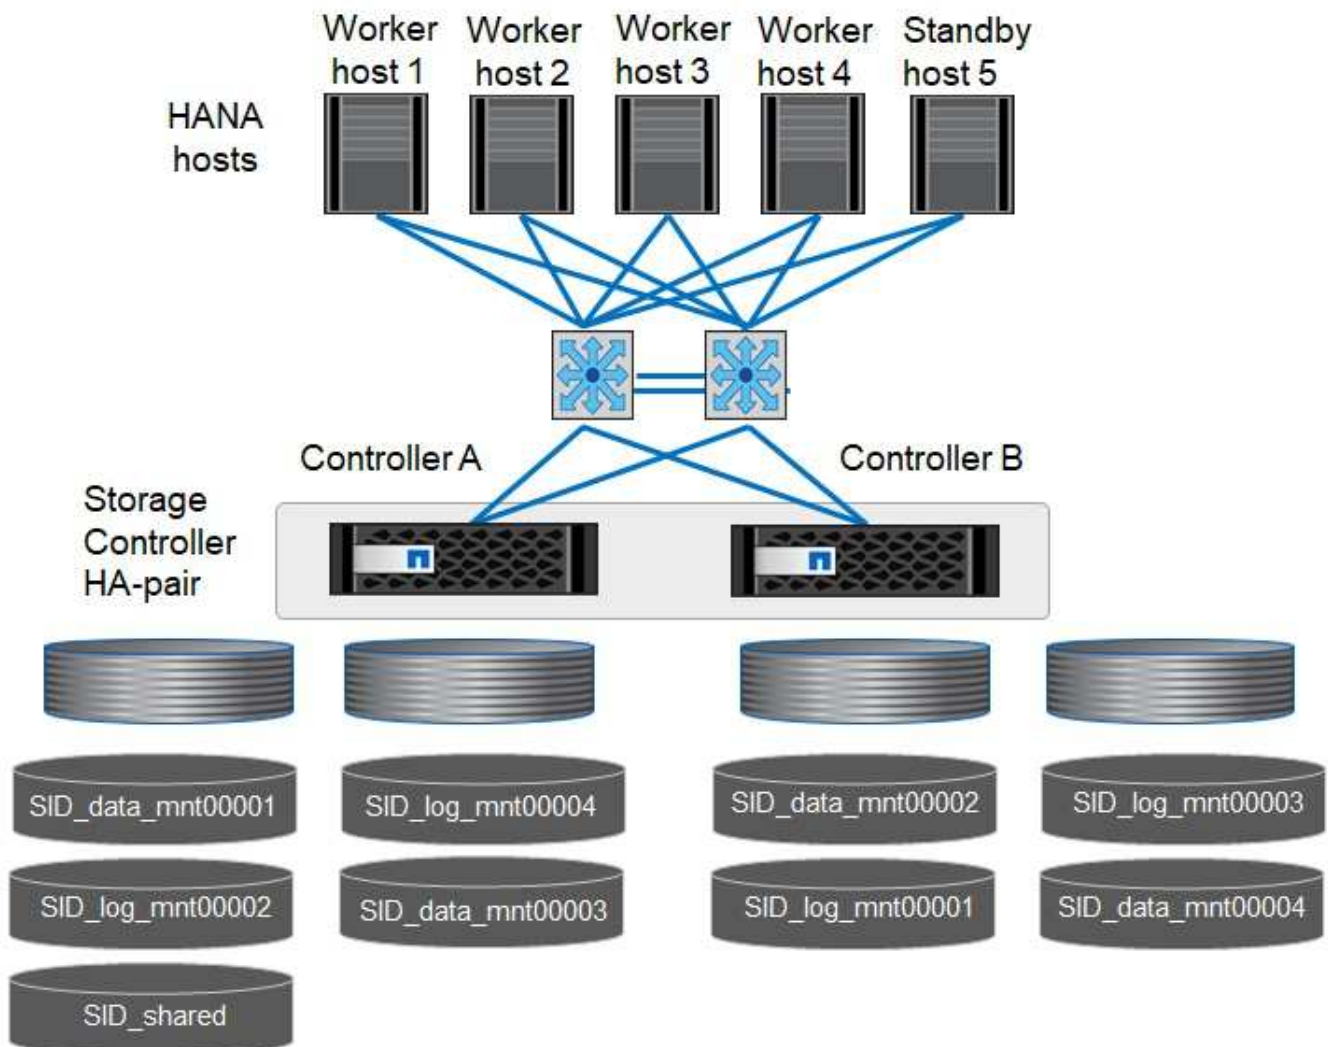 Worker host 1
Worker host 2
Worker host 3
Worker host 4
Standby host 5
HANA
hosts
Controller A
Controller B
Storage
Controller
HA-pair
SID_data_mnt00001
SID_log_mnt00004
SID_data_mnt00002
SID_log_mnt00003
SID_log_mnt00002
SID_data_mnt00003
SID_log_mnt00001
SID_data_mnt00004
SID_shared